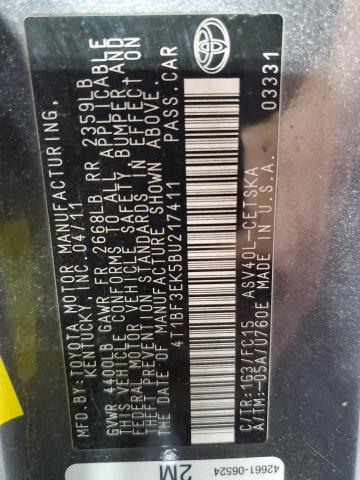 MFD.BY:TOYOTA MOTOR MANUFACTURING,
KENTUCKY, INC. 04/11
GVWR 4400LB GAWR-FR 2668LB RR 2359LB
THIS VEHICLE CONFORMS TO ALL APPLICABLE
FEDERAL MOTOR VEHICLE SAFETY, BUMPER,AND
THEFT PREVENTION STANDARDS IN EFFECT ON
THE DATE OF MANUFACTURE SHOWN ABOVE.
4T1BF3EK5BU217411 PASS.CAR
C/TR:1G3/FC15 ASV40L-CETSKA 03331
A/TM:-05A/U760E MADE IN U.S.A.
42661-06524
2M